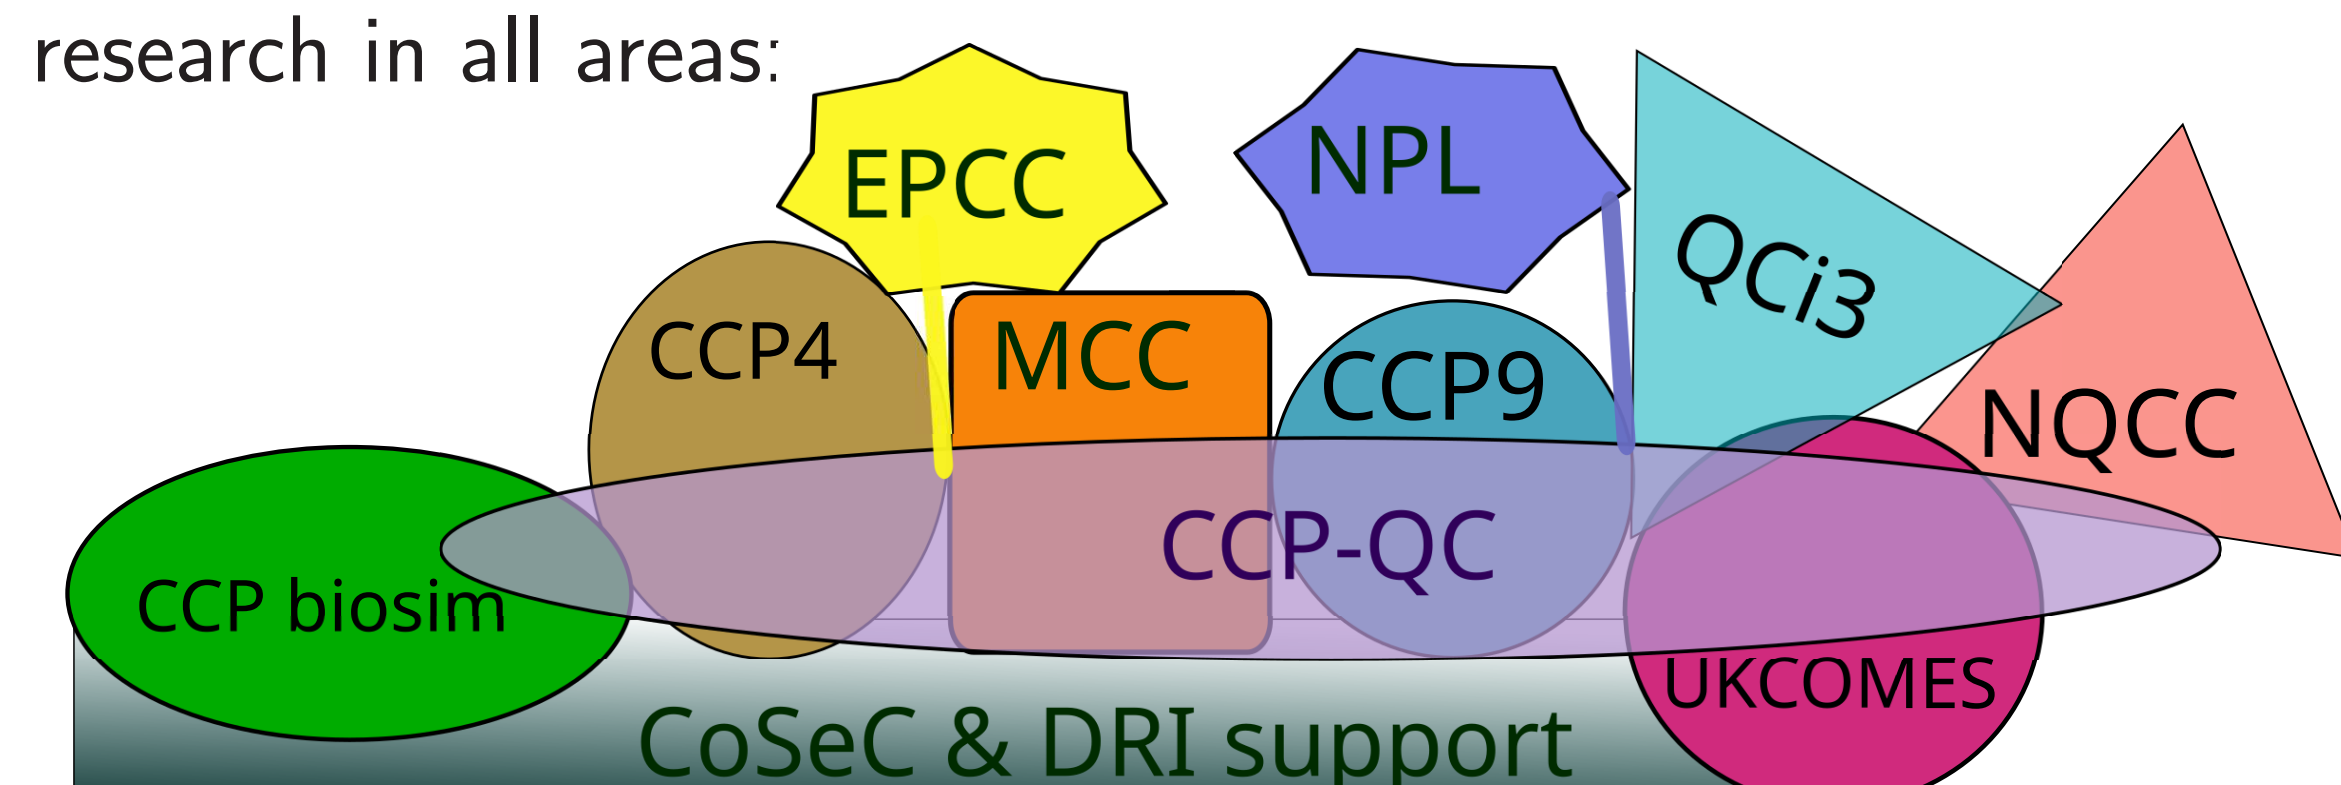 research in all areas:
EPCC
NPL
QCi3
CCP4
MCC
CCP9
NQCC
CCP-QC
CCP biosim
UKCOMES
CoSeC & DRI support